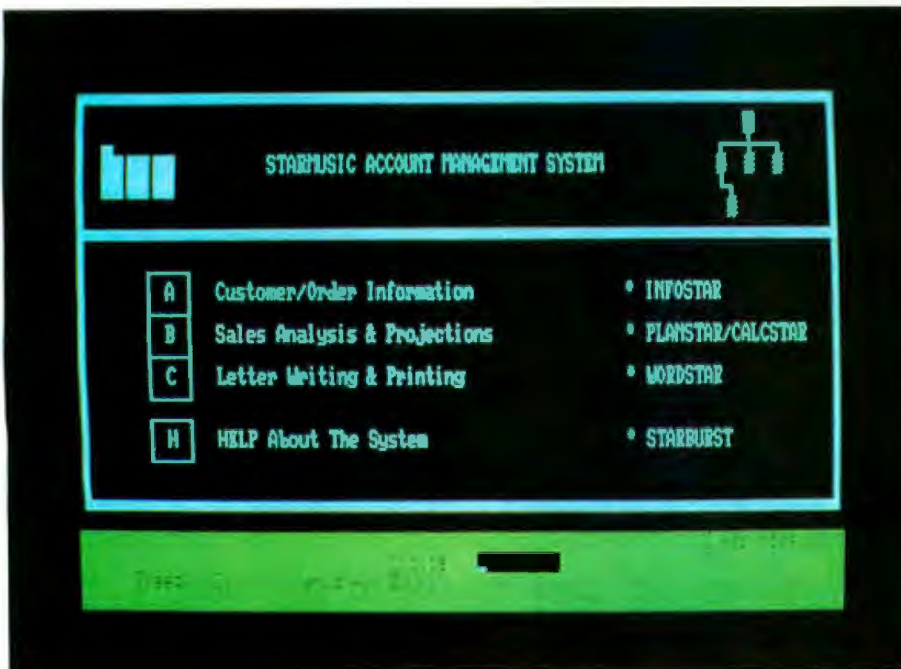 STARMUSIC ACCOUNT MANAGEMENT SYSTEM
A Customer/Order Information * INFOSTAR
B Sales Analysis & Projections * PLANSTAR/CALCSTAR
C Letter Writing & Printing * WORDSTAR
H HELP About The System * STARBURST